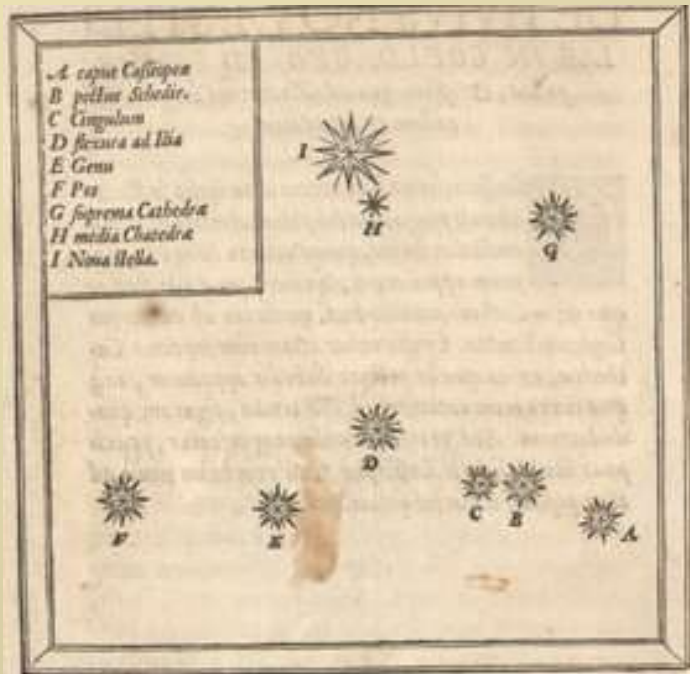 A caput Cassiopeæ
B pectus Schedir.
C Cingulum
D flexura ad Ilia
E Genu
F Pes
G suprema Cathedræ
H media Chatedræ
I Noua stella.
I
H
G
D
C
B
A
E
F